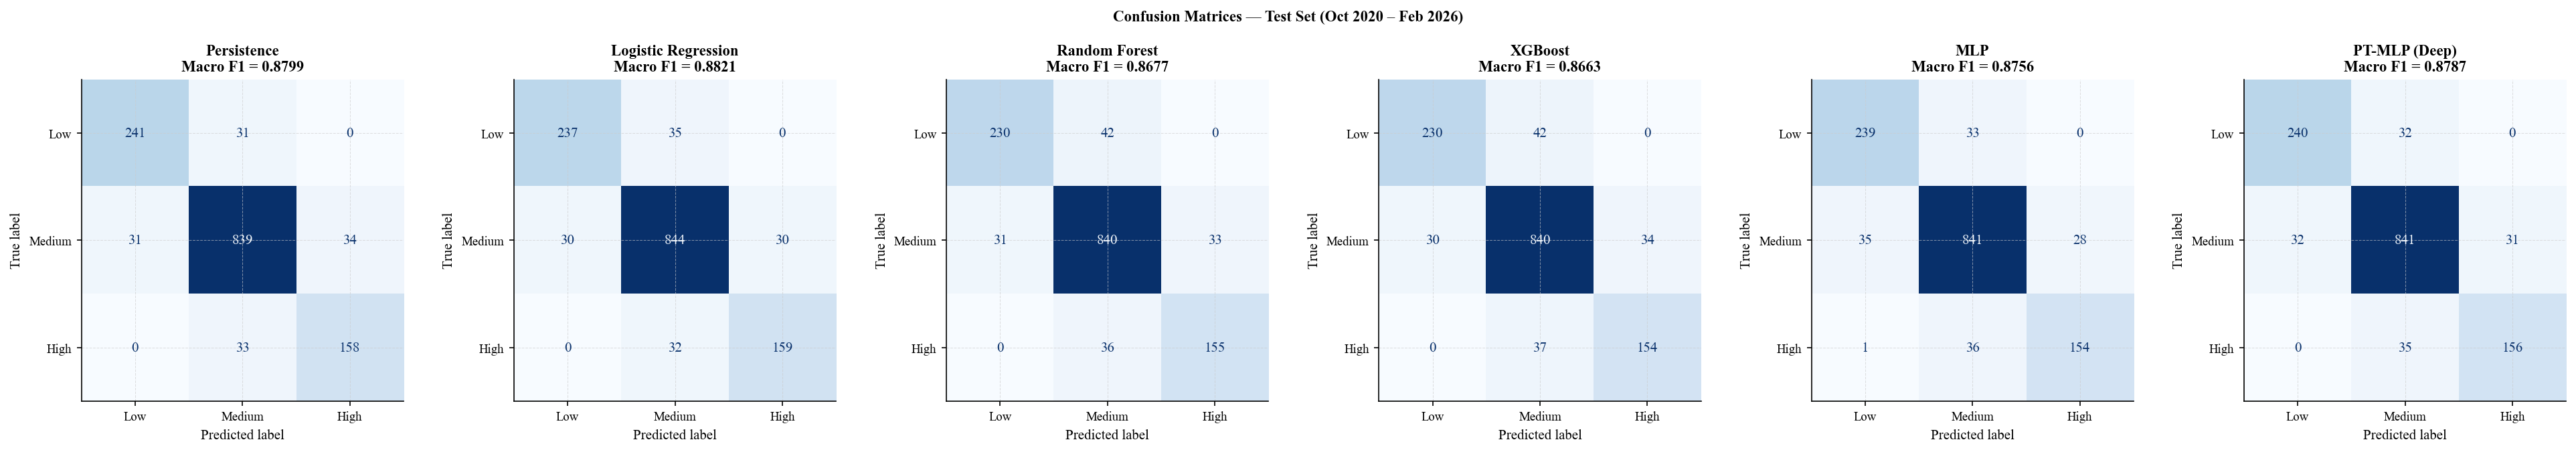 Confusion Matrices — Test Set (Oct 2020 – Feb 2026)
Persistence
Macro F1 = 0.8799
True label
Low 241 31 0
Medium 31 839 34
High 0 33 158
Low Medium High
Predicted label
Logistic Regression
Macro F1 = 0.8821
True label
Low 237 35 0
Medium 30 844 30
High 0 32 159
Low Medium High
Predicted label
Random Forest
Macro F1 = 0.8677
True label
Low 230 42 0
Medium 31 840 33
High 0 36 155
Low Medium High
Predicted label
XGBoost
Macro F1 = 0.8663
True label
Low 230 42 0
Medium 30 840 34
High 0 37 154
Low Medium High
Predicted label
MLP
Macro F1 = 0.8756
True label
Low 239 33 0
Medium 35 841 28
High 1 36 154
Low Medium High
Predicted label
PT-MLP (Deep)
Macro F1 = 0.8787
True label
Low 240 32 0
Medium 32 841 31
High 0 35 156
Low Medium High
Predicted label